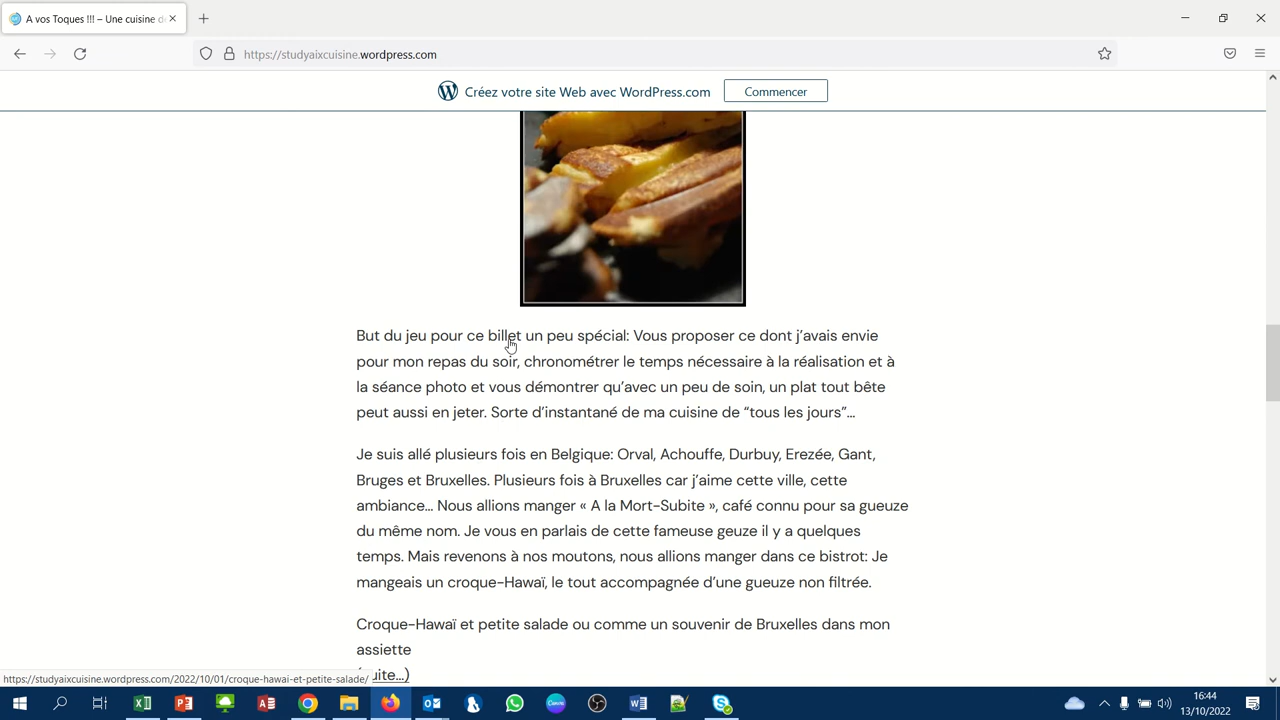 A vos Toques !!! – Une cuisine d
https://studyaixcuisine.wordpress.com
Créez votre site Web avec WordPress.com
Commencer
But du jeu pour ce billet un peu spécial: Vous proposer ce dont j'avais envie
pour mon repas du soir, chronométrer le temps nécessaire à la réalisation et à
la séance photo et vous démontrer qu'avec un peu de soin, un plat tout bête
peut aussi en jeter. Sorte d'instantané de ma cuisine de “tous les jours”...
Je suis allé plusieurs fois en Belgique: Orval, Achouffe, Durbuy, Erezée, Gant,
Bruges et Bruxelles. Plusieurs fois à Bruxelles car j'aime cette ville, cette
ambiance... Nous allions manger « A la Mort-Subite », café connu pour sa gueuze
du même nom. Je vous en parlais de cette fameuse geuze il y a quelques
temps. Mais revenons à nos moutons, nous allions manger dans ce bistrot: Je
mangeais un croque-Hawaï, le tout accompagnée d'une gueuze non filtrée.
Croque-Hawaï et petite salade ou comme un souvenir de Bruxelles dans mon
assiette
(suite...)
https://studyaixcuisine.wordpress.com/2022/10/01/croque-hawai-et-petite-salade/
16:44
13/10/2022